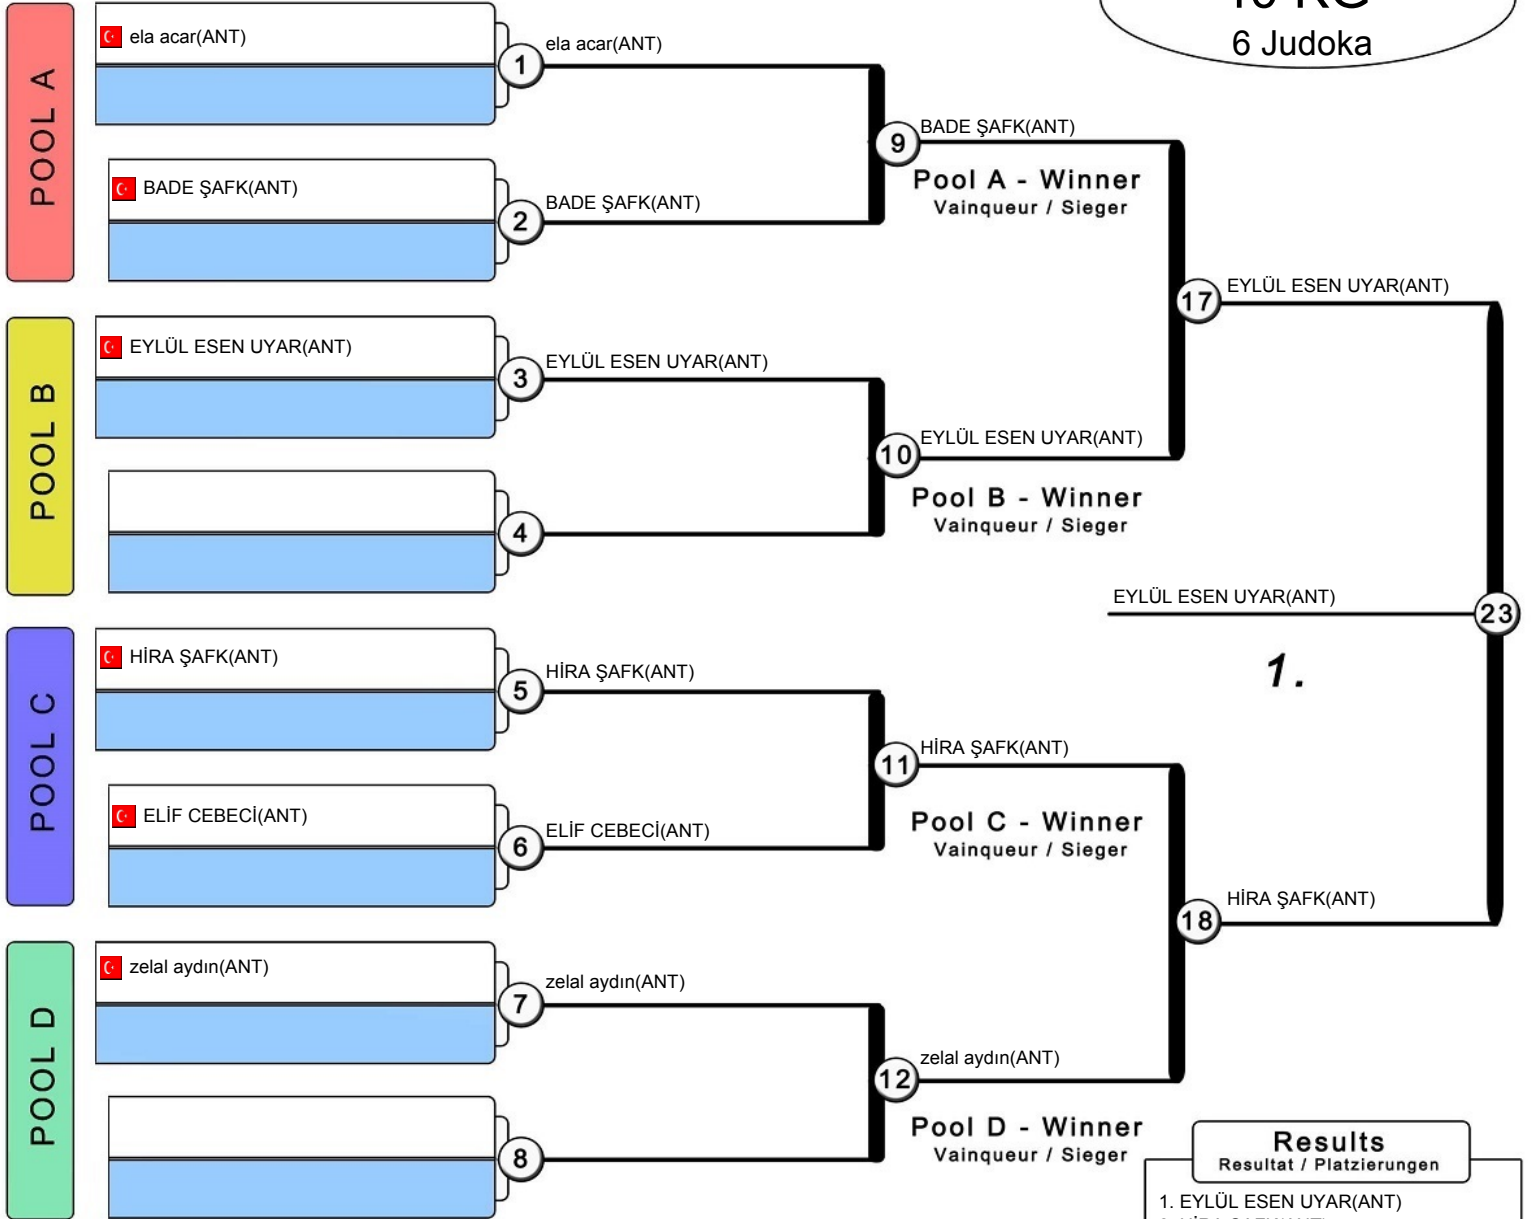 KG
6 Judoka
POOL A
ela acar(ANT)
1
ela acar(ANT)
BADE ŞAFK(ANT)
2
BADE ŞAFK(ANT)
9
BADE ŞAFK(ANT)
Pool A - Winner
Vainqueur / Sieger
POOL B
EYLÜL ESEN UYAR(ANT)
3
EYLÜL ESEN UYAR(ANT)
4
10
EYLÜL ESEN UYAR(ANT)
Pool B - Winner
Vainqueur / Sieger
17
EYLÜL ESEN UYAR(ANT)
EYLÜL ESEN UYAR(ANT)
23
1.
POOL C
HİRA ŞAFK(ANT)
5
HİRA ŞAFK(ANT)
ELİF CEBECİ(ANT)
6
ELİF CEBECİ(ANT)
11
HİRA ŞAFK(ANT)
Pool C - Winner
Vainqueur / Sieger
18
HİRA ŞAFK(ANT)
POOL D
zelal aydın(ANT)
7
zelal aydın(ANT)
8
12
zelal aydın(ANT)
Pool D - Winner
Vainqueur / Sieger
Results
Resultat / Platzierungen
1. EYLÜL ESEN UYAR(ANT)